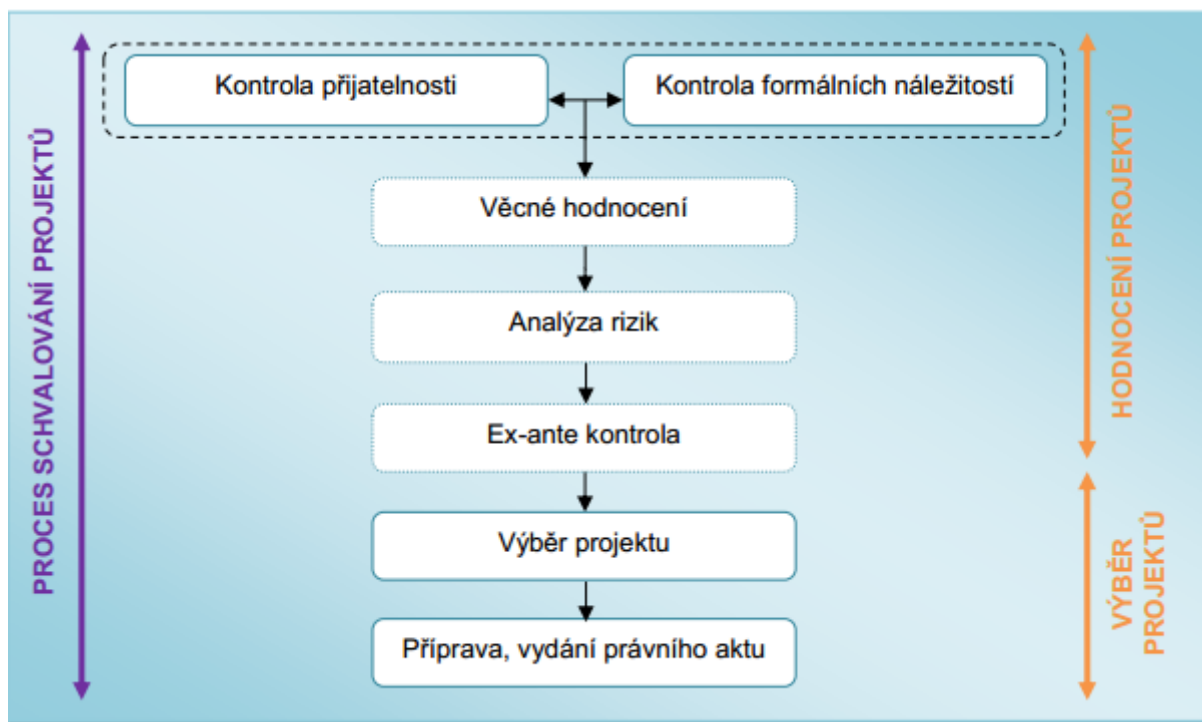 PROCES SCHVALOVÁNÍ PROJEKTŮ
Kontrola přijatelnosti
Kontrola formálních náležitostí
Věcné hodnocení
Analýza rizik
Ex-ante kontrola
Výběr projektu
Příprava, vydání právního aktu
HODNOCENÍ PROJEKTŮ
VÝBĚR
PROJEKTŮ